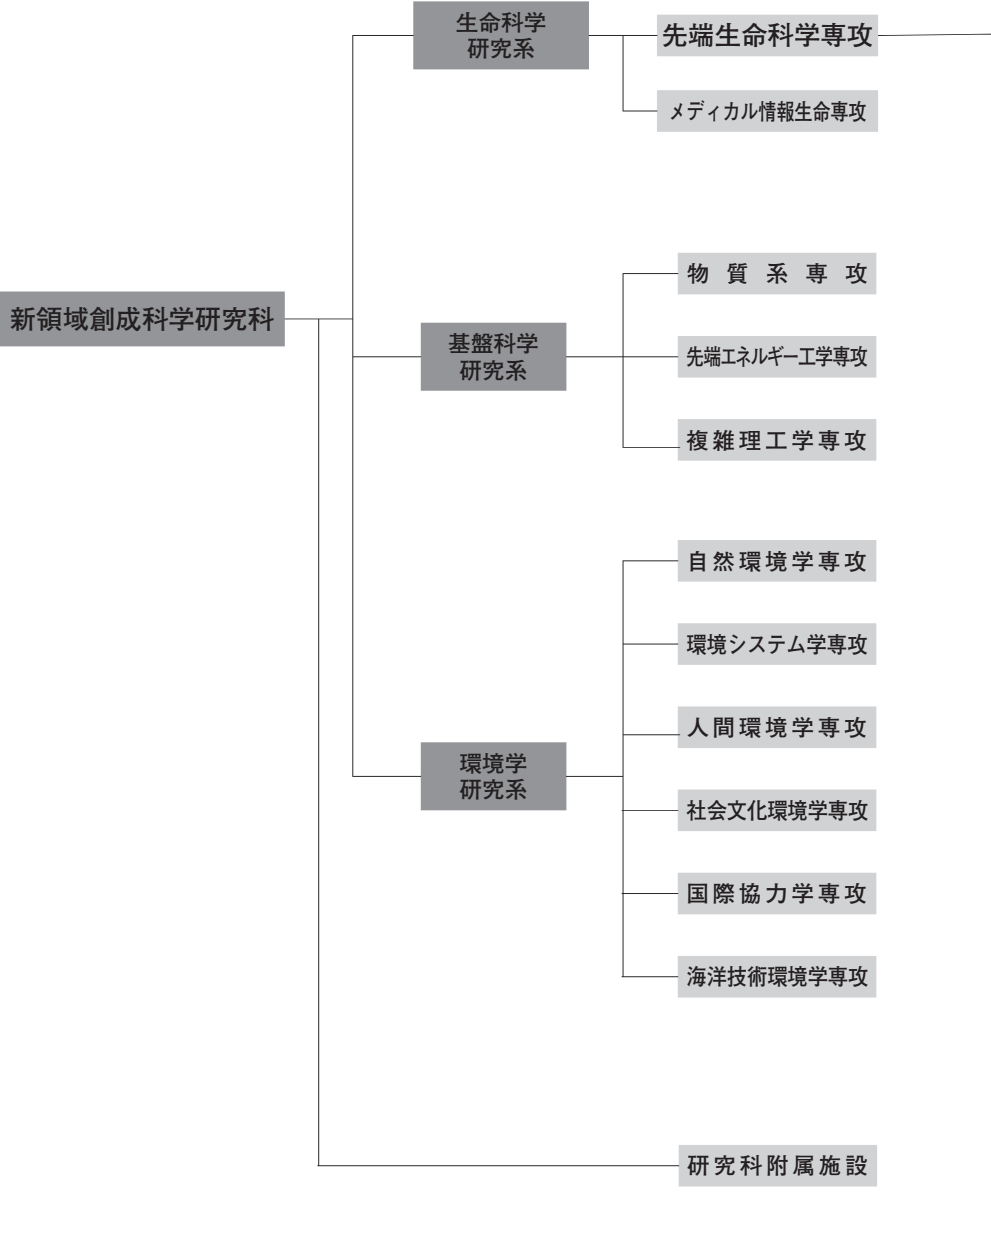 生命科学
研究系
先端生命科学専攻
メディカル情報生命専攻
新領域創成科学研究科
基盤科学
研究系
物質系専攻
先端エネルギー工学専攻
複雑理工学専攻
環境学
研究系
自然環境学専攻
環境システム学専攻
人間環境学専攻
社会文化環境学専攻
国際協力学専攻
海洋技術環境学専攻
研究科附属施設